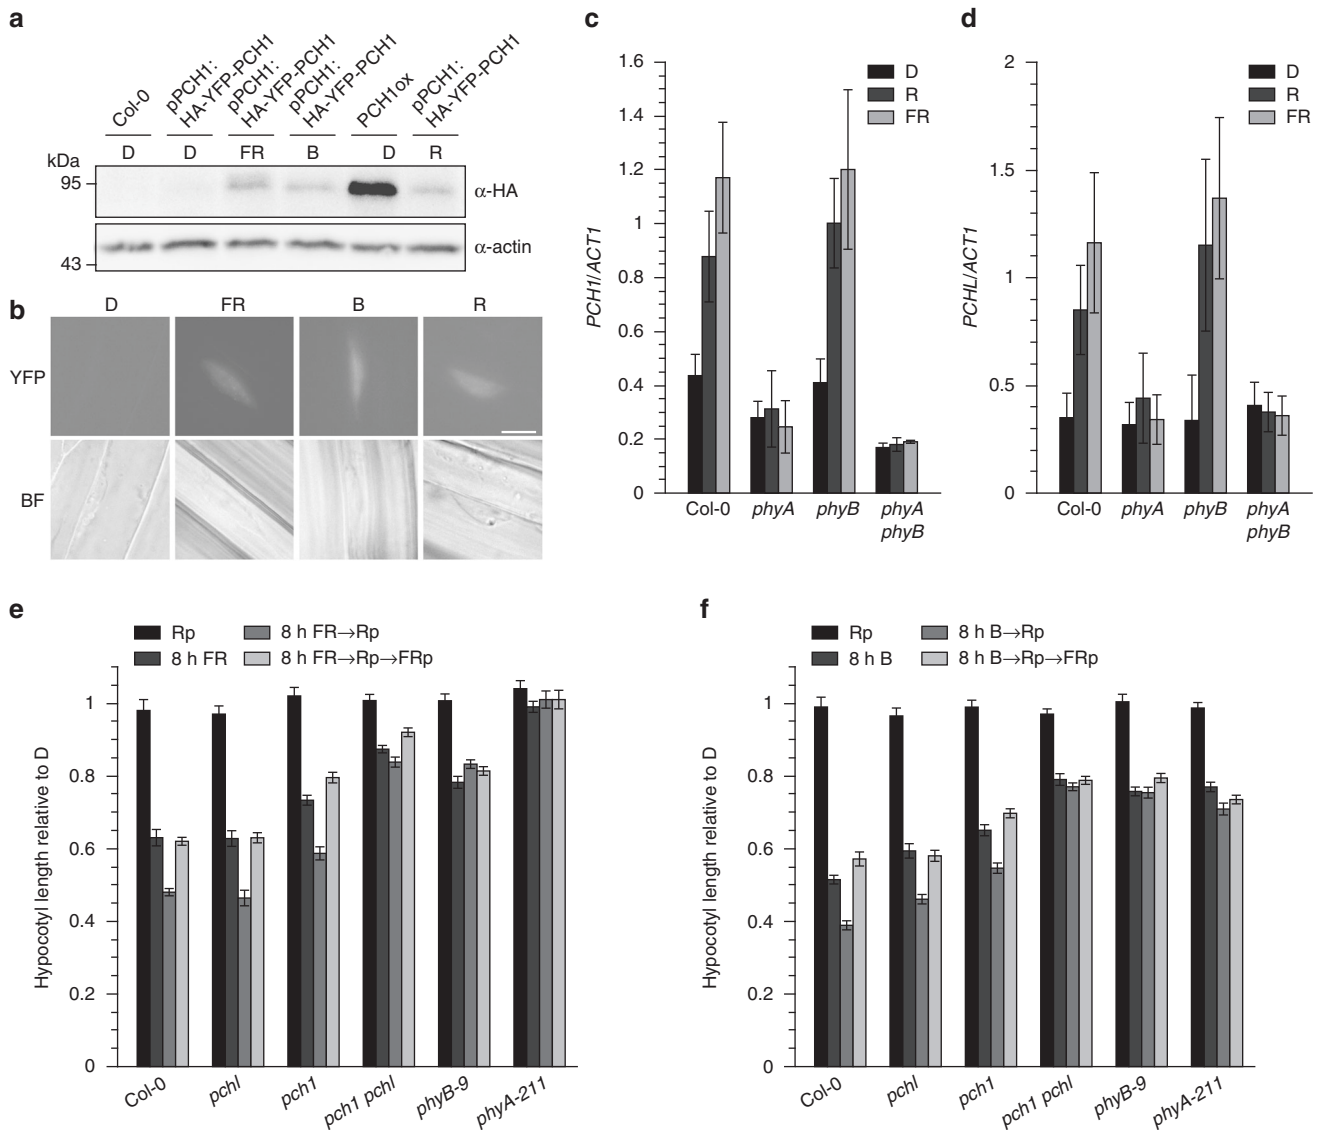 a
Col-0
pPCH1:
HA-YFP-PCH1
pPCH1:
HA-YFP-PCH1
pPCH1:
HA-YFP-PCH1
PCH1ox
pPCH1:
HA-YFP-PCH1
D D FR B D R
kDa
95
α-HA
α-actin
43
b
D FR B R
YFP
BF
c
PCH1/ACT1
1.6
1.4
1.2
1
0.8
0.6
0.4
0.2
0
D
R
FR
Col-0 phyA phyB phyA
phyB
d
PCHL/ACT1
2
1.5
1
0.5
0
D
R
FR
Col-0 phyA phyB phyA
phyB
e
Rp
8 h FR
8 h FR→Rp
8 h FR→Rp→FRp
Hypocotyl length relative to D
1
0.8
0.6
0.4
0.2
0
Col-0 pchl pch1 pch1 pchl phyB-9 phyA-211
f
Rp
8 h B
8 h B→Rp
8 h B→Rp→FRp
Hypocotyl length relative to D
1
0.8
0.6
0.4
0.2
0
Col-0 pchl pch1 pch1 pchl phyB-9 phyA-211